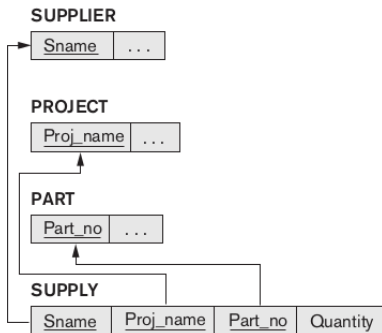 SUPPLIER
Sname ...
PROJECT
Proj_name ...
PART
Part_no ...
SUPPLY
Sname Proj_name Part_no Quantity